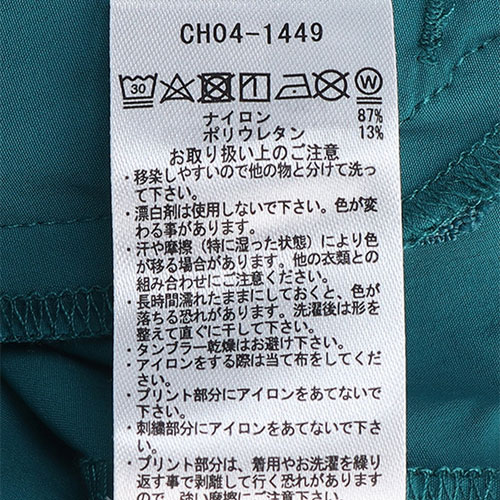 CH04-1449
30 W
ナイロン 87%
ポリウレタン 13%
お取り扱い上のご注意
・移染しやすいので他の物と分けて洗っ
て下さい。
・漂白剤は使用しないで下さい。色が変
わる事があります。
・汗や摩擦（特に湿った状態）により色
が移る場合があります。他の衣類との
組み合わせにご注意ください。
・長時間濡れたままにしておくと、色が
落ちる恐れがあります。洗濯後は形を
整えて直ぐに干して下さい。
・タンブラー乾燥はお避け下さい。
・アイロンをする際は当て布をしてくだ
さい。
・プリント部分にアイロンをあてないで
下さい。
・刺繍部分にアイロンをあてないで下さ
い。
・プリント部分は、着用やお洗濯を繰り
返す事で剥離して行く恐れがあります
ので、強い摩擦にご注意下さい。